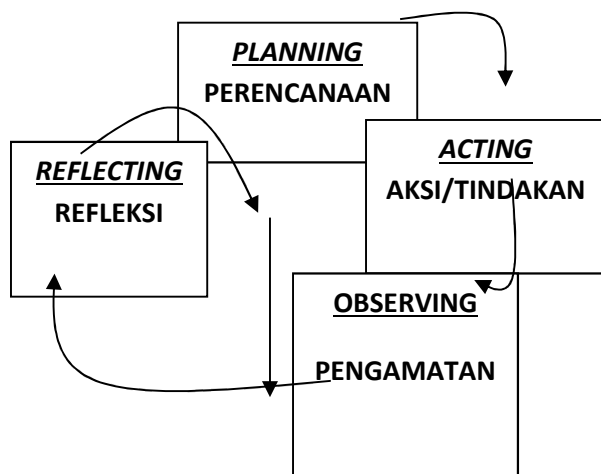 PLANNING
PERENCANAAN
ACTING
AKSI/TINDAKAN
REFLECTING
REFLEKSI
OBSERVING
PENGAMATAN